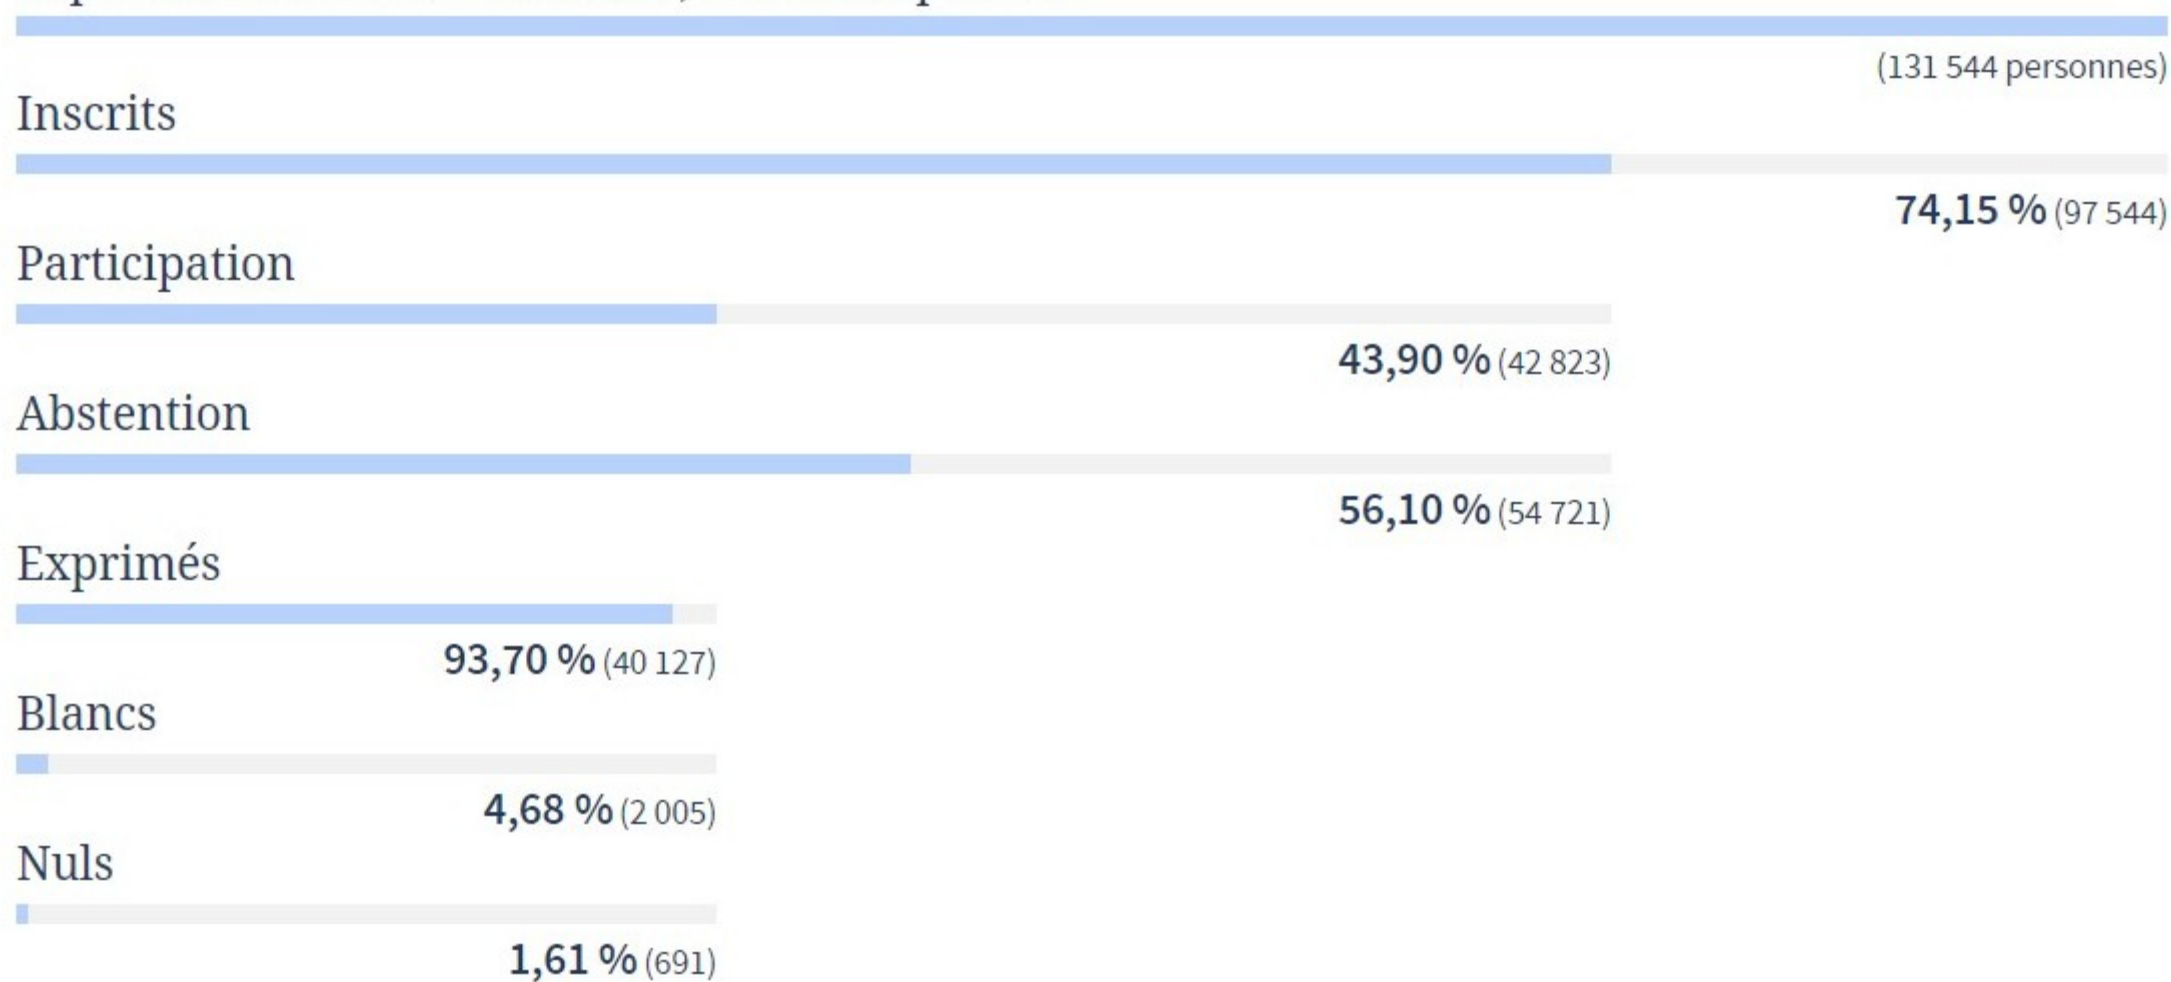 (131 544 personnes)
Inscrits
74,15 % (97 544)
Participation
43,90 % (42 823)
Abstention
56,10 % (54 721)
Exprimés
93,70 % (40 127)
Blancs
4,68 % (2 005)
Nuls
1,61 % (691)